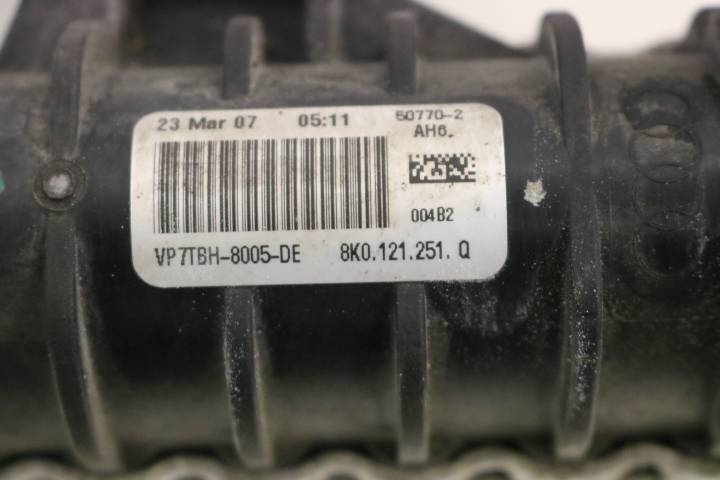 23 Mar 07 05:11 50770-2
AH6.
004B2
VP7TBH-8005-DE 8K0.121.251. Q